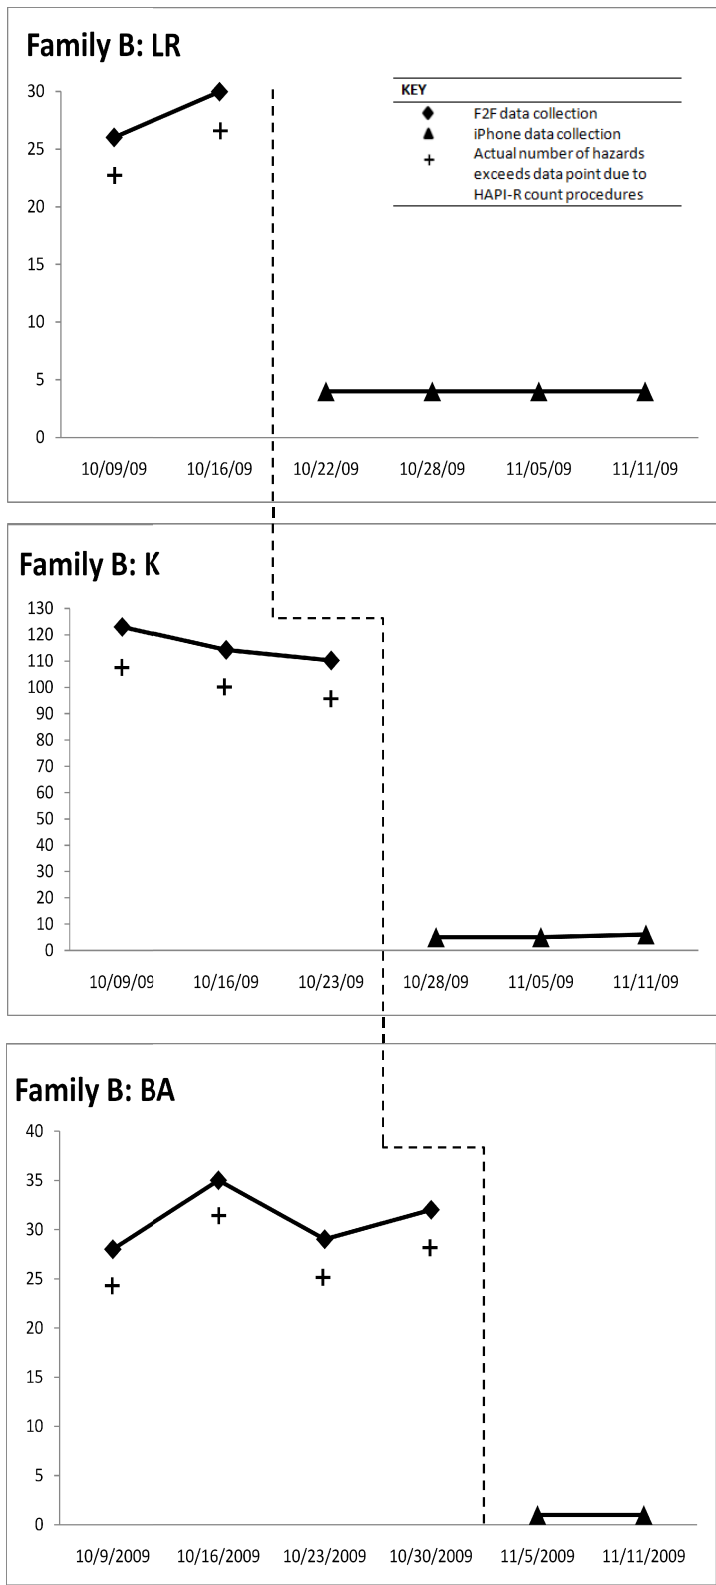 Family B: LR
KEY
F2F data collection
iPhone data collection
Actual number of hazards
exceeds data point due to
HAPI-R count procedures
30
25
20
15
10
5
0
10/09/09 10/16/09 10/22/09 10/28/09 11/05/09 11/11/09
Family B: K
130
120
110
100
90
80
70
60
50
40
30
20
10
0
10/09/09 10/16/09 10/23/09 10/28/09 11/05/09 11/11/09
Family B: BA
40
35
30
25
20
15
10
5
0
10/9/2009 10/16/2009 10/23/2009 10/30/2009 11/5/2009 11/11/2009